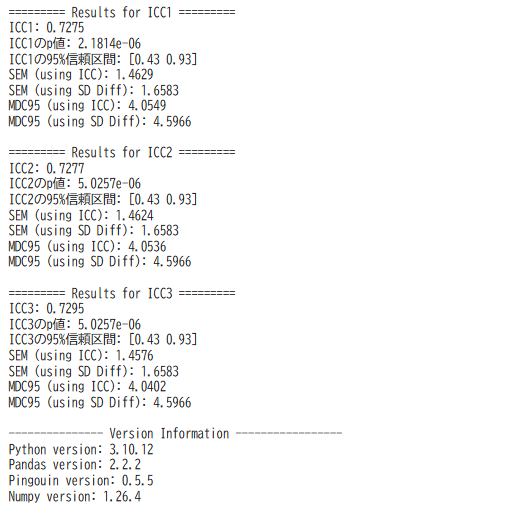 ========= Results for ICC1 =========
ICC1: 0.7275
ICC1のp値: 2.1814e-06
ICC1の95%信頼区間: [0.43 0.93]
SEM (using ICC): 1.4629
SEM (using SD Diff): 1.6583
MDC95 (using ICC): 4.0549
MDC95 (using SD Diff): 4.5966
========= Results for ICC2 =========
ICC2: 0.7277
ICC2のp値: 5.0257e-06
ICC2の95%信頼区間: [0.43 0.93]
SEM (using ICC): 1.4624
SEM (using SD Diff): 1.6583
MDC95 (using ICC): 4.0536
MDC95 (using SD Diff): 4.5966
========= Results for ICC3 =========
ICC3: 0.7295
ICC3のp値: 5.0257e-06
ICC3の95%信頼区間: [0.43 0.93]
SEM (using ICC): 1.4576
SEM (using SD Diff): 1.6583
MDC95 (using ICC): 4.0402
MDC95 (using SD Diff): 4.5966
--------------- Version Information -----------------
Python version: 3.10.12
Pandas version: 2.2.2
Pingouin version: 0.5.5
Numpy version: 1.26.4